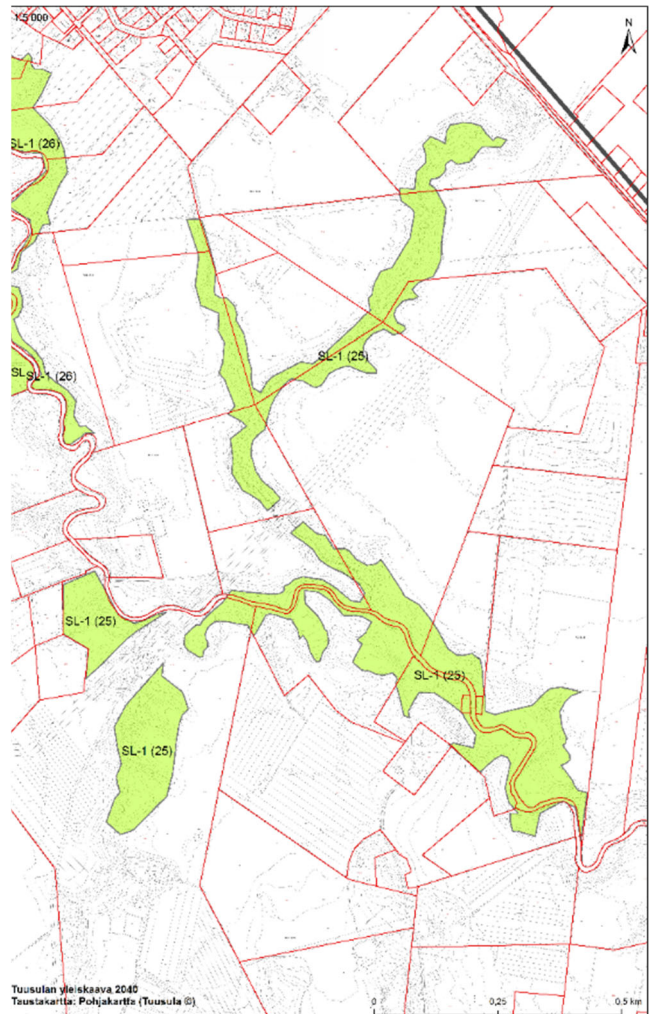 1:5 000
N
SL-1 (26)
SL-1 (25)
SL
SL-1 (26)
SL-1 (25)
SL-1 (25)
SL-1 (25)
Tuusulan yleiskaava 2040
Taustakartta: Pohjakartta (Tuusula ©)
0
0,25
0,5 km